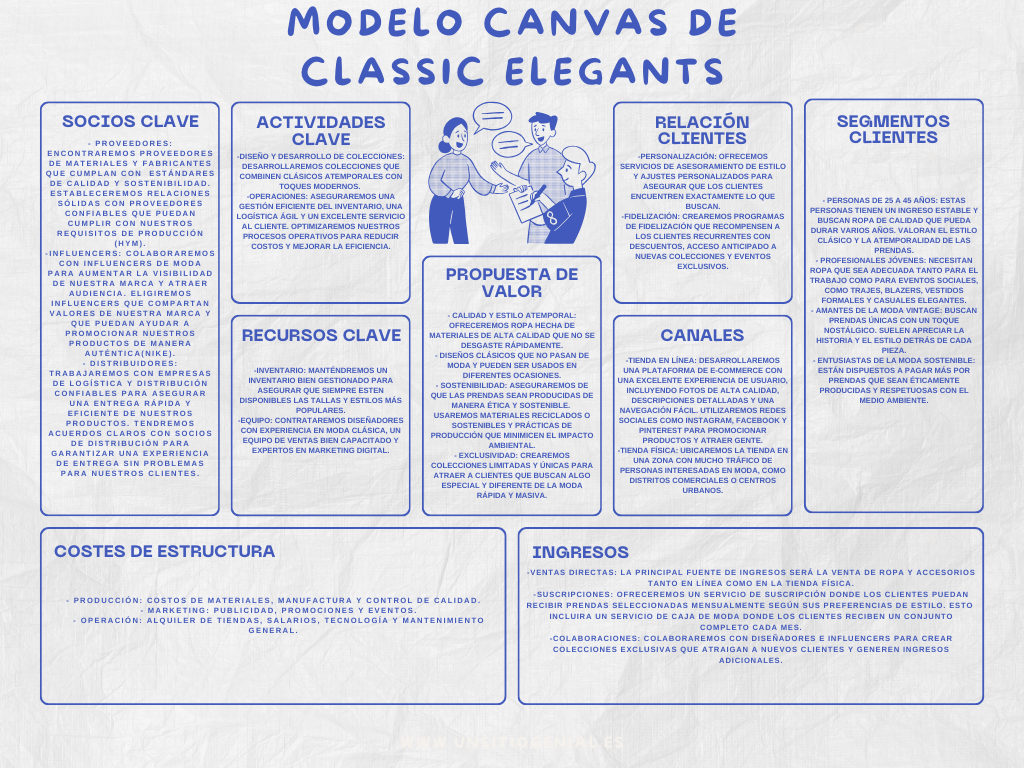 MODELO CANVAS DE
CLASSIC ELEGANTS
SOCIOS CLAVE
- PROVEEDORES:
ENCONTRAREMOS PROVEEDORES
DE MATERIALES Y FABRICANTES
QUE CUMPLAN CON ESTÁNDARES
DE CALIDAD Y SOSTENIBILIDAD.
ESTABLECEREMOS RELACIONES
SÓLIDAS CON PROVEEDORES
CONFIABLES QUE PUEDAN
CUMPLIR CON NUESTROS
REQUISITOS DE PRODUCCIÓN
(HYM).
-INFLUENCERS: COLABORAREMOS
CON INFLUENCERS DE MODA
PARA AUMENTAR LA VISIBILIDAD
DE NUESTRA MARCA Y ATRAER
AUDIENCIA. ELIGIREMOS
INFLUENCERS QUE COMPARTAN
VALORES DE NUESTRA MARCA Y
QUE PUEDAN AYUDAR A
PROMOCIONAR NUESTROS
PRODUCTOS DE MANERA
AUTÉNTICA(NIKE).
- DISTRIBUIDORES:
TRABAJAREMOS CON EMPRESAS
DE LOGÍSTICA Y DISTRIBUCIÓN
CONFIABLES PARA ASEGURAR
UNA ENTREGA RÁPIDA Y
EFICIENTE DE NUESTROS
PRODUCTOS. TENDREMOS
ACUERDOS CLAROS CON SOCIOS
DE DISTRIBUCIÓN PARA
GARANTIZAR UNA EXPERIENCIA
DE ENTREGA SIN PROBLEMAS
PARA NUESTROS CLIENTES.
ACTIVIDADES
CLAVE
-DISEÑO Y DESARROLLO DE COLECCIONES:
DESARROLLAREMOS COLECCIONES QUE
COMBINEN CLÁSICOS ATEMPORALES CON
TOQUES MODERNOS.
-OPERACIONES: ASEGURAREMOS UNA
GESTIÓN EFICIENTE DEL INVENTARIO, UNA
LOGÍSTICA ÁGIL Y UN EXCELENTE SERVICIO
AL CLIENTE. OPTIMIZAREMOS NUESTROS
PROCESOS OPERATIVOS PARA REDUCIR
COSTOS Y MEJORAR LA EFICIENCIA.
RECURSOS CLAVE
-INVENTARIO: MANTÉNDREMOS UN
INVENTARIO BIEN GESTIONADO PARA
ASEGURAR QUE SIEMPRE ESTEN
DISPONIBLES LAS TALLAS Y ESTILOS MÁS
POPULARES.
-EQUIPO: CONTRATAREMOS DISEÑADORES
CON EXPERIENCIA EN MODA CLÁSICA, UN
EQUIPO DE VENTAS BIEN CAPACITADO Y
EXPERTOS EN MARKETING DIGITAL.
PROPUESTA DE
VALOR
- CALIDAD Y ESTILO ATEMPORAL:
OFRECEREMOS ROPA HECHA DE
MATERIALES DE ALTA CALIDAD QUE NO SE
DESGASTE RÁPIDAMENTE.
- DISEÑOS CLÁSICOS QUE NO PASAN DE
MODA Y PUEDEN SER USADOS EN
DIFERENTES OCASIONES.
- SOSTENIBILIDAD: ASEGURAREMOS DE
QUE LAS PRENDAS SEAN PRODUCIDAS DE
MANERA ÉTICA Y SOSTENIBLE.
USAREMOS MATERIALES RECICLADOS O
SOSTENIBLES Y PRÁCTICAS DE
PRODUCCIÓN QUE MINIMICEN EL IMPACTO
AMBIENTAL.
- EXCLUSIVIDAD: CREAREMOS
COLECCIONES LIMITADAS Y ÚNICAS PARA
ATRAER A CLIENTES QUE BUSCAN ALGO
ESPECIAL Y DIFERENTE DE LA MODA
RÁPIDA Y MASIVA.
RELACIÓN
CLIENTES
-PERSONALIZACIÓN: OFRECEMOS
SERVICIOS DE ASESORAMIENTO DE ESTILO
Y AJUSTES PERSONALIZADOS PARA
ASEGURAR QUE LOS CLIENTES
ENCUENTREN EXACTAMENTE LO QUE
BUSCAN.
-FIDELIZACIÓN: CREAREMOS PROGRAMAS
DE FIDELIZACIÓN QUE RECOMPENSEN A
LOS CLIENTES RECURRENTES CON
DESCUENTOS, ACCESO ANTICIPADO A
NUEVAS COLECCIONES Y EVENTOS
EXCLUSIVOS.
CANALES
-TIENDA EN LÍNEA: DESARROLLAREMOS
UNA PLATAFORMA DE E-COMMERCE CON
UNA EXCELENTE EXPERIENCIA DE USUARIO,
INCLUYENDO FOTOS DE ALTA CALIDAD,
DESCRIPCIONES DETALLADAS Y UNA
NAVEGACIÓN FÁCIL. UTILIZAREMOS REDES
SOCIALES COMO INSTAGRAM, FACEBOOK Y
PINTEREST PARA PROMOCIONAR
PRODUCTOS Y ATRAER GENTE.
-TIENDA FÍSICA: UBICAREMOS LA TIENDA EN
UNA ZONA CON MUCHO TRÁFICO DE
PERSONAS INTERESADAS EN MODA, COMO
DISTRITOS COMERCIALES O CENTROS
URBANOS.
SEGMENTOS
CLIENTES
- PERSONAS DE 25 A 45 AÑOS: ESTAS
PERSONAS TIENEN UN INGRESO ESTABLE Y
BUSCAN ROPA DE CALIDAD QUE PUEDA
DURAR VARIOS AÑOS. VALORAN EL ESTILO
CLÁSICO Y LA ATEMPORALIDAD DE LAS
PRENDAS.
- PROFESIONALES JÓVENES: NECESITAN
ROPA QUE SEA ADECUADA TANTO PARA EL
TRABAJO COMO PARA EVENTOS SOCIALES,
COMO TRAJES, BLAZERS, VESTIDOS
FORMALES Y CASUALES ELEGANTES.
- AMANTES DE LA MODA VINTAGE: BUSCAN
PRENDAS ÚNICAS CON UN TOQUE
NOSTÁLGICO. SUELEN APRECIAR LA
HISTORIA Y EL ESTILO DETRÁS DE CADA
PIEZA.
- ENTUSIASTAS DE LA MODA SOSTENIBLE:
ESTÁN DISPUESTOS A PAGAR MÁS POR
PRENDAS QUE SEAN ÉTICAMENTE
PRODUCIDAS Y RESPETUOSAS CON EL
MEDIO AMBIENTE.
COSTES DE ESTRUCTURA
- PRODUCCIÓN: COSTOS DE MATERIALES, MANUFACTURA Y CONTROL DE CALIDAD.
- MARKETING: PUBLICIDAD, PROMOCIONES Y EVENTOS.
- OPERACIÓN: ALQUILER DE TIENDAS, SALARIOS, TECNOLOGÍA Y MANTENIMIENTO
GENERAL.
INGRESOS
-VENTAS DIRECTAS: LA PRINCIPAL FUENTE DE INGRESOS SERÁ LA VENTA DE ROPA Y ACCESORIOS
TANTO EN LÍNEA COMO EN LA TIENDA FÍSICA.
-SUSCRIPCIONES: OFRECEREMOS UN SERVICIO DE SUSCRIPCIÓN DONDE LOS CLIENTES PUEDAN
RECIBIR PRENDAS SELECCIONADAS MENSUALMENTE SEGÚN SUS PREFERENCIAS DE ESTILO. ESTO
INCLUIRA UN SERVICIO DE CAJA DE MODA DONDE LOS CLIENTES RECIBEN UN CONJUNTO
COMPLETO CADA MES.
-COLABORACIONES: COLABORAREMOS CON DISEÑADORES E INFLUENCERS PARA CREAR
COLECCIONES EXCLUSIVAS QUE ATRAIGAN A NUEVOS CLIENTES Y GENEREN INGRESOS
ADICIONALES.